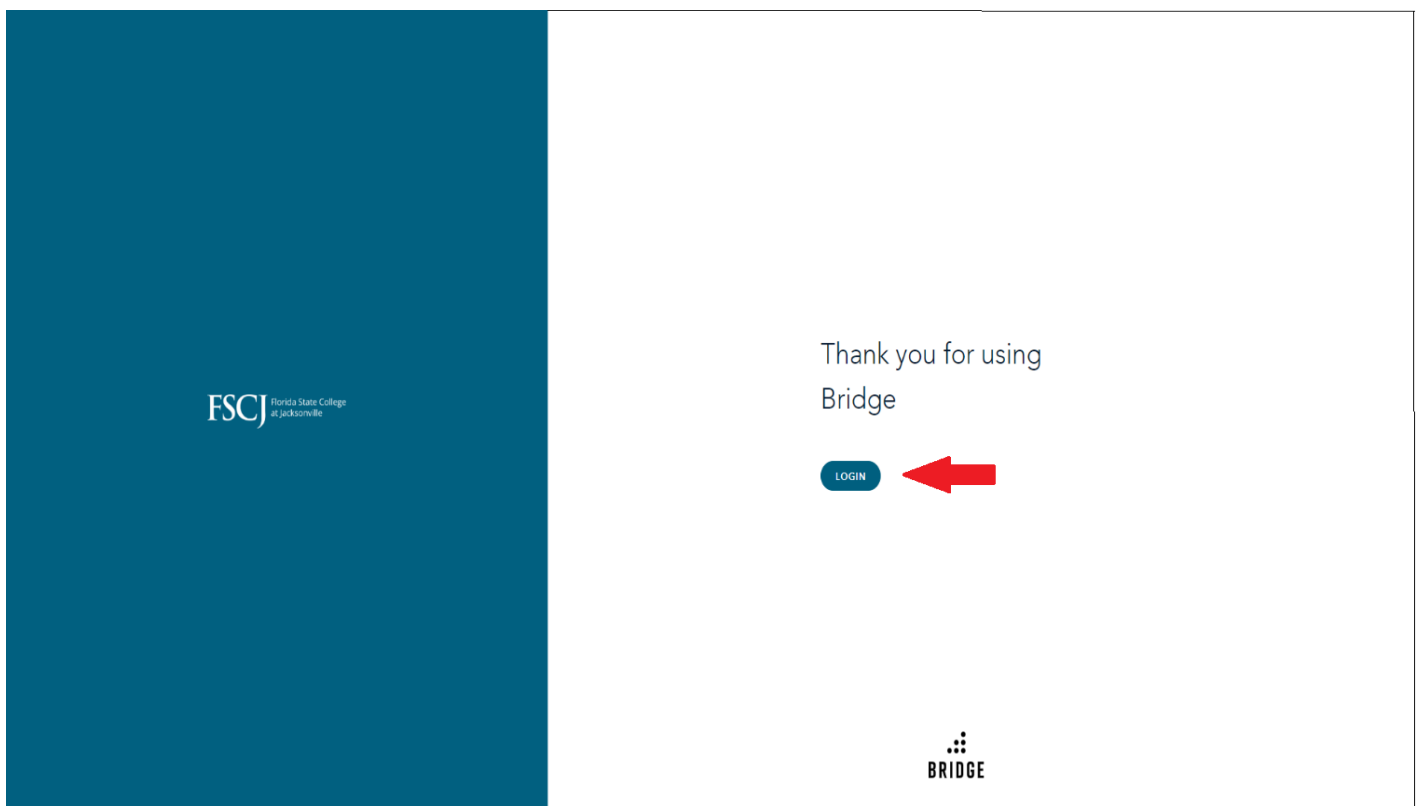 FSCJ Florida State College
at Jacksonville
Thank you for using
Bridge
LOGIN
BRIDGE